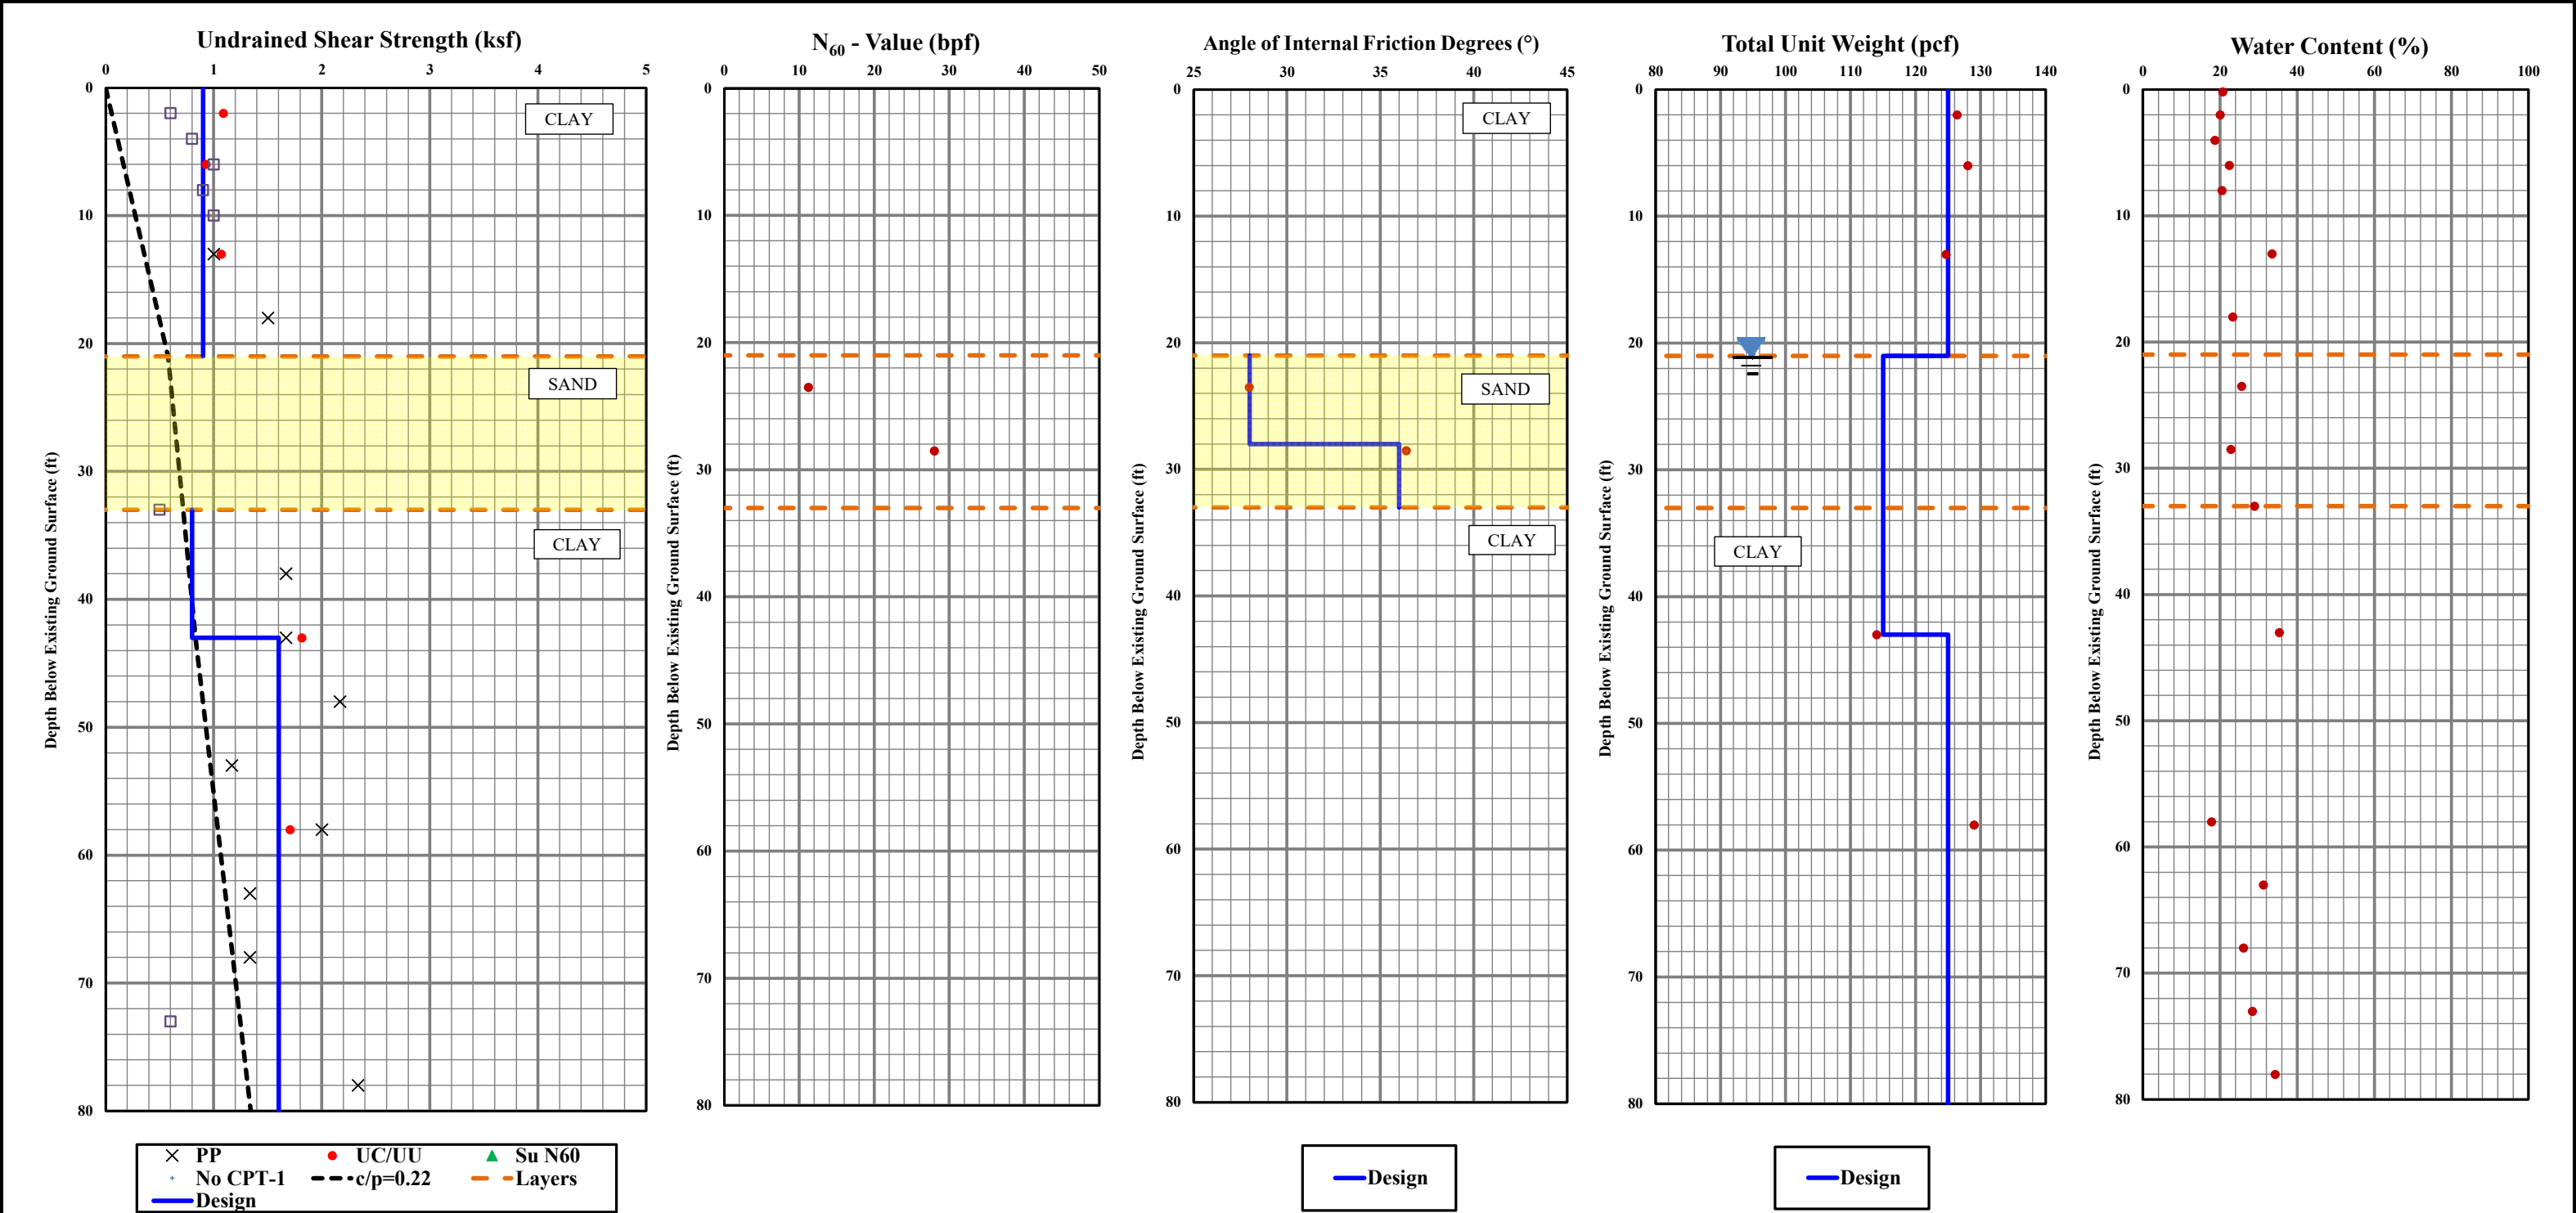 Undrained Shear Strength (ksf)
0 1 2 3 4 5
0
10
20
30
40
50
60
70
80
Depth Below Existing Ground Surface (ft)
CLAY
SAND
CLAY
PP
UC/UU
Su N60
No CPT-1
c/p=0.22
Layers
Design
N60 - Value (bpf)
0 10 20 30 40 50
0
10
20
30
40
50
60
70
80
Depth Below Existing Ground Surface (ft)
Angle of Internal Friction Degrees (°)
25 30 35 40 45
0
10
20
30
40
50
60
70
80
Depth Below Existing Ground Surface (ft)
CLAY
SAND
CLAY
Design
Total Unit Weight (pcf)
80 90 100 110 120 130 140
0
10
20
30
40
50
60
70
80
Depth Below Existing Ground Surface (ft)
CLAY
Design
Water Content (%)
0 20 40 60 80 100
0
10
20
30
40
50
60
70
80
Depth Below Existing Ground Surface (ft)